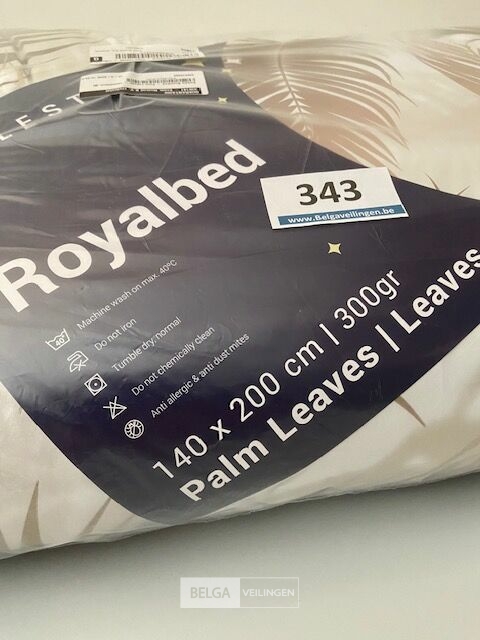 LEST
Royalbed
343
www.Belgaveilingen.be
40°
Machine wash on max. 40°C
Do not iron
Tumble dry: normal
Do not chemically clean
Anti allergic & anti dust mites
140 x 200 cm | 300gr
Palm Leaves | Leaves
BELGA VEILINGEN